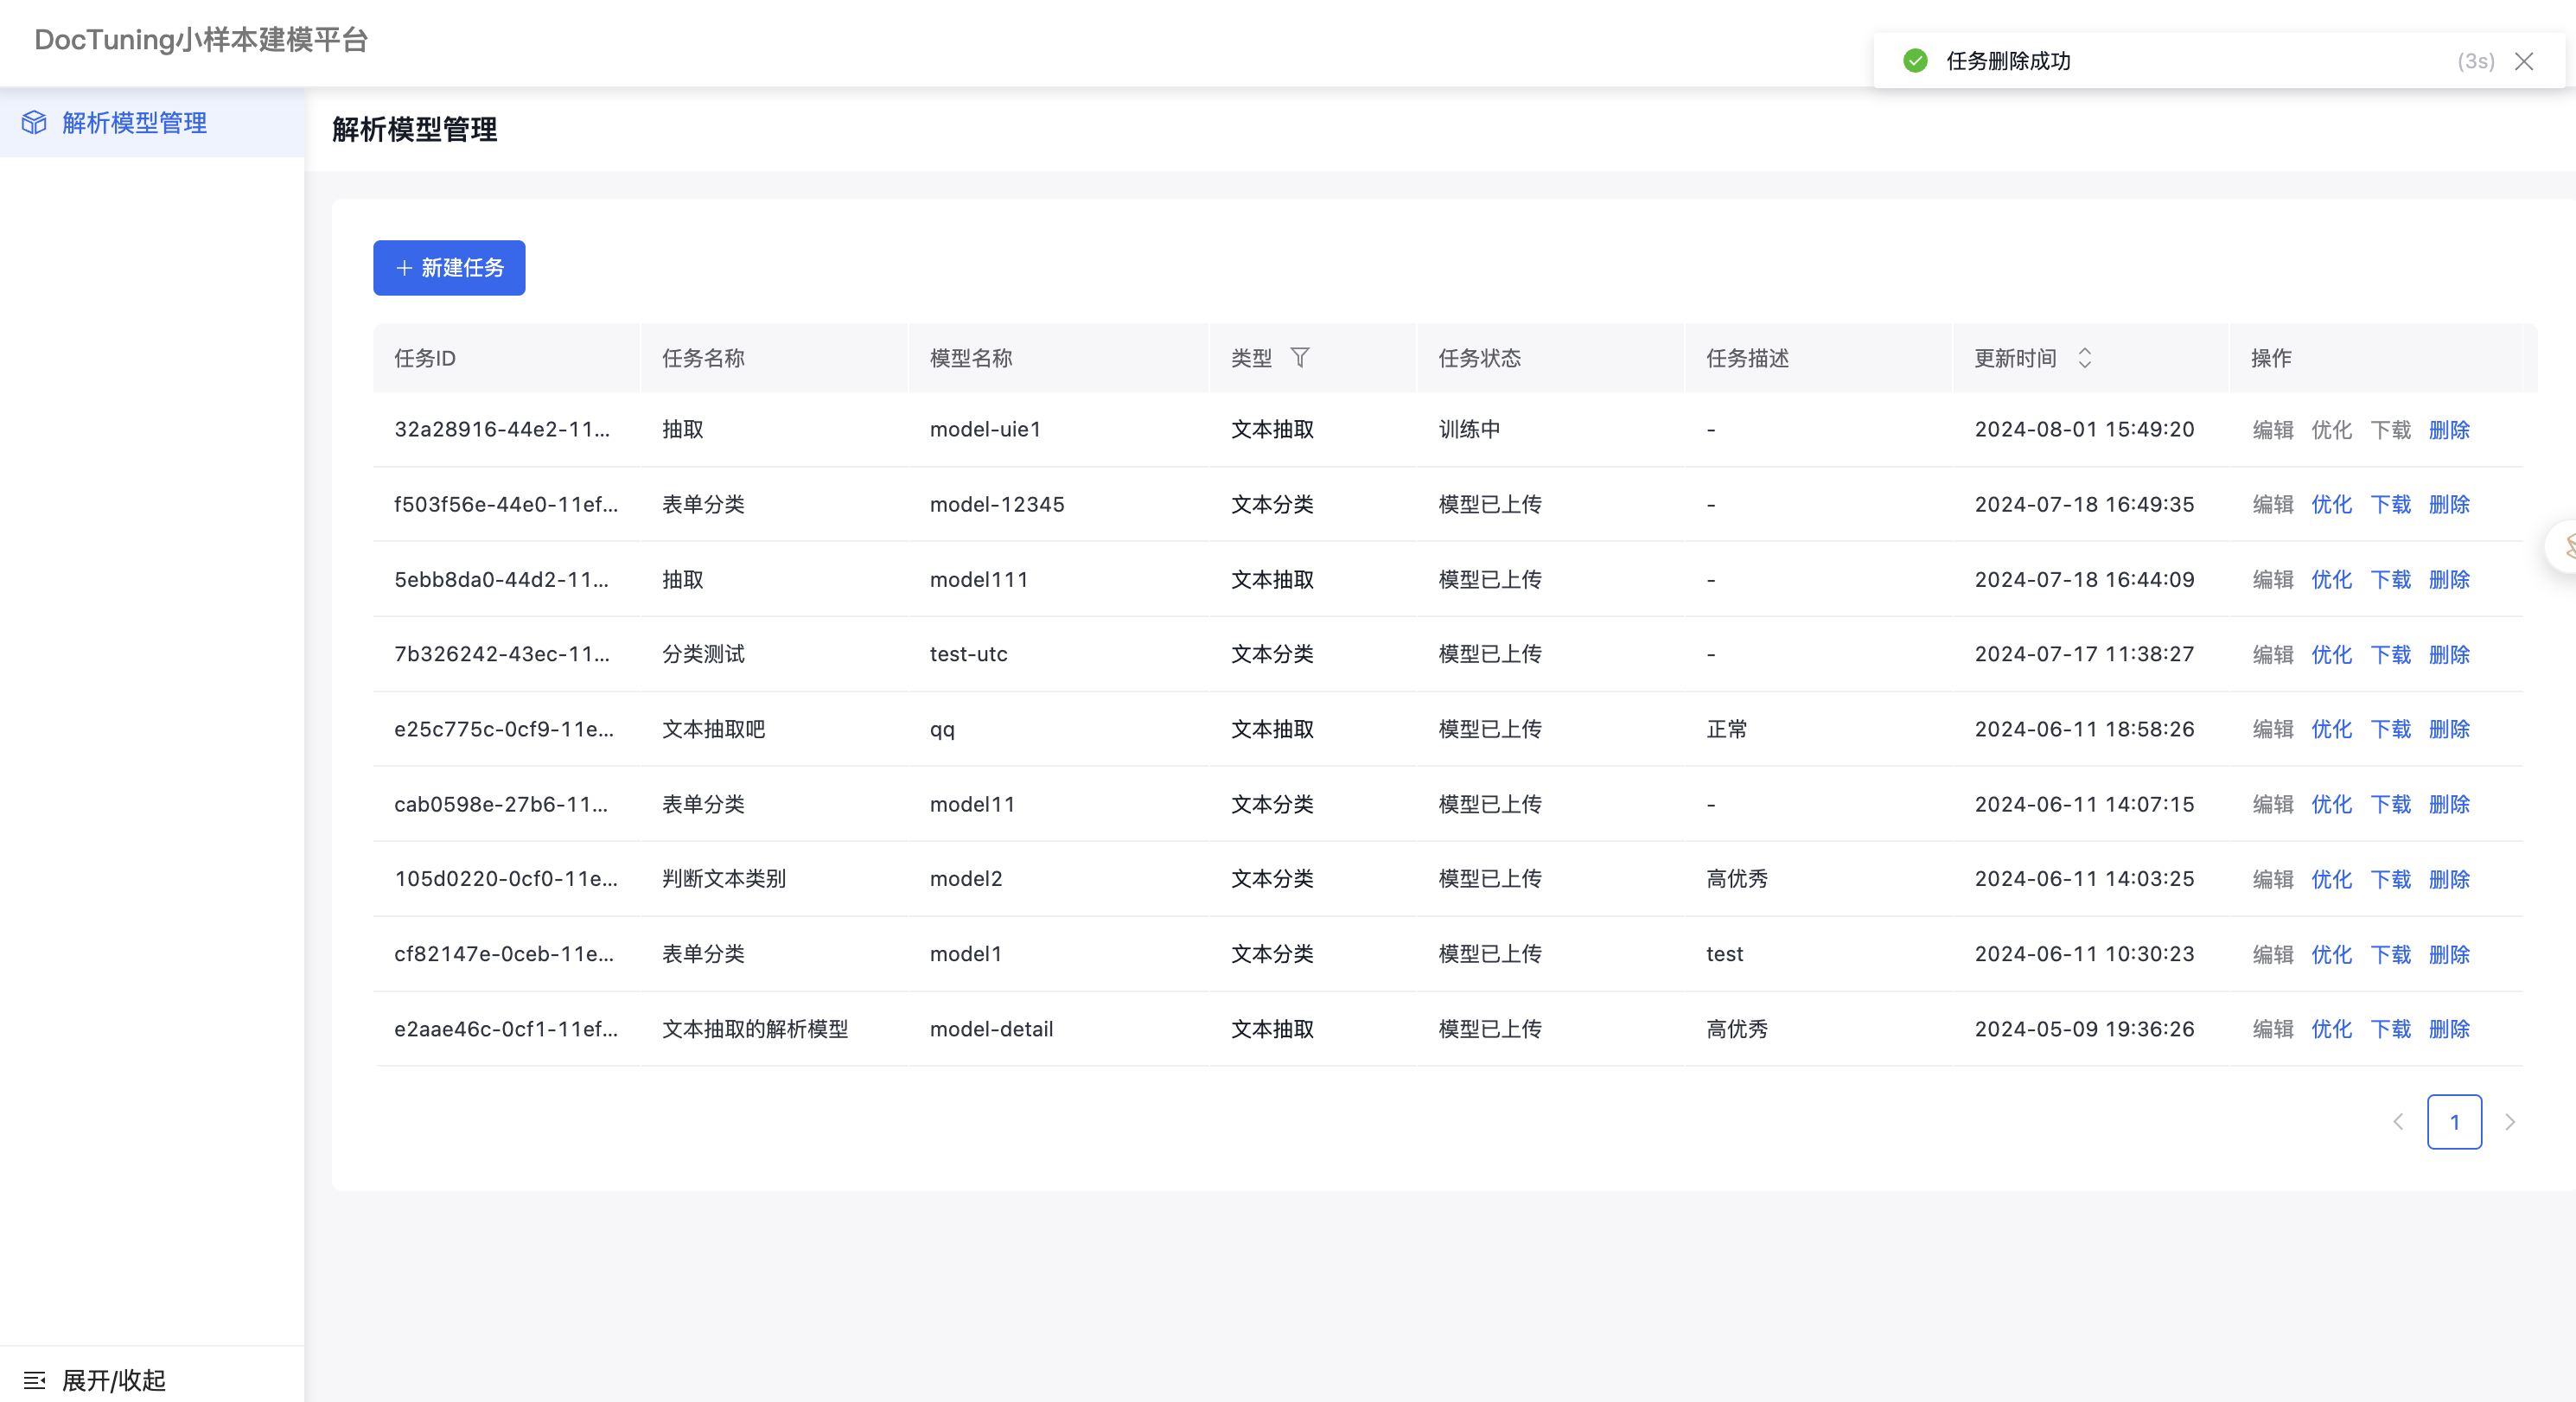 DocTuning小样本建模平台
任务删除成功 (3s)
解析模型管理
解析模型管理
新建任务
任务ID 任务名称 模型名称 类型 任务状态 任务描述 更新时间 操作
32a28916-44e2-11... 抽取 model-uie1 文本抽取 训练中 - 2024-08-01 15:49:20 编辑 优化 下载 删除
f503f56e-44e0-11ef... 表单分类 model-12345 文本分类 模型已上传 - 2024-07-18 16:49:35 编辑 优化 下载 删除
5ebb8da0-44d2-11... 抽取 model111 文本抽取 模型已上传 - 2024-07-18 16:44:09 编辑 优化 下载 删除
7b326242-43ec-11... 分类测试 test-utc 文本分类 模型已上传 - 2024-07-17 11:38:27 编辑 优化 下载 删除
e25c775c-0cf9-11e... 文本抽取吧 qq 文本抽取 模型已上传 正常 2024-06-11 18:58:26 编辑 优化 下载 删除
cab0598e-27b6-11... 表单分类 model11 文本分类 模型已上传 - 2024-06-11 14:07:15 编辑 优化 下载 删除
105d0220-0cf0-11e... 判断文本类别 model2 文本分类 模型已上传 高优秀 2024-06-11 14:03:25 编辑 优化 下载 删除
cf82147e-0ceb-11e... 表单分类 model1 文本分类 模型已上传 test 2024-06-11 10:30:23 编辑 优化 下载 删除
e2aae46c-0cf1-11ef... 文本抽取的解析模型 model-detail 文本抽取 模型已上传 高优秀 2024-05-09 19:36:26 编辑 优化 下载 删除
1
展开/收起